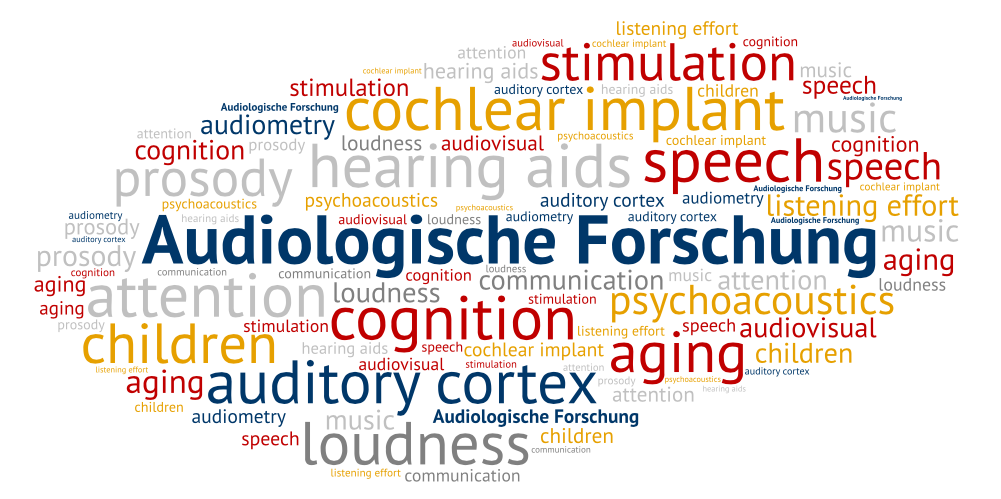 listening effort
audiovisual cochlear implant cognition
attention stimulation
cochlear implant hearing aids music
stimulation auditory cortex hearing aids children speech
Audiologische Forschung cochlear implant Audiologische Forschung
audiometry music
attention psychoacoustics
cognition prosody loudness audiovisual cochlear implant cognition
prosody hearing aids speech speech
Audiologische Forschung cochlear implant
psychoacoustics psychoacoustics psychoacoustics auditory cortex audiometry listening effort
audiometry hearing aids audiovisual loudness audiometry auditory cortex Audiologische Forschung
prosody music
auditory cortex Audiologische Forschung
prosody aging
cognition communication communication cognition loudness communication music attention
aging attention loudness stimulation psychoacoustics loudness
aging
prosody stimulation cognition listening effort speech audiovisual
children hearing aids speech cochlear implant aging children
listening effort audiovisual stimulation attention auditory cortex
aging auditory cortex prosody psychoacoustics
attention hearing aids
children
audiometry music Audiologische Forschung
speech loudness children
communication
listening effort communication